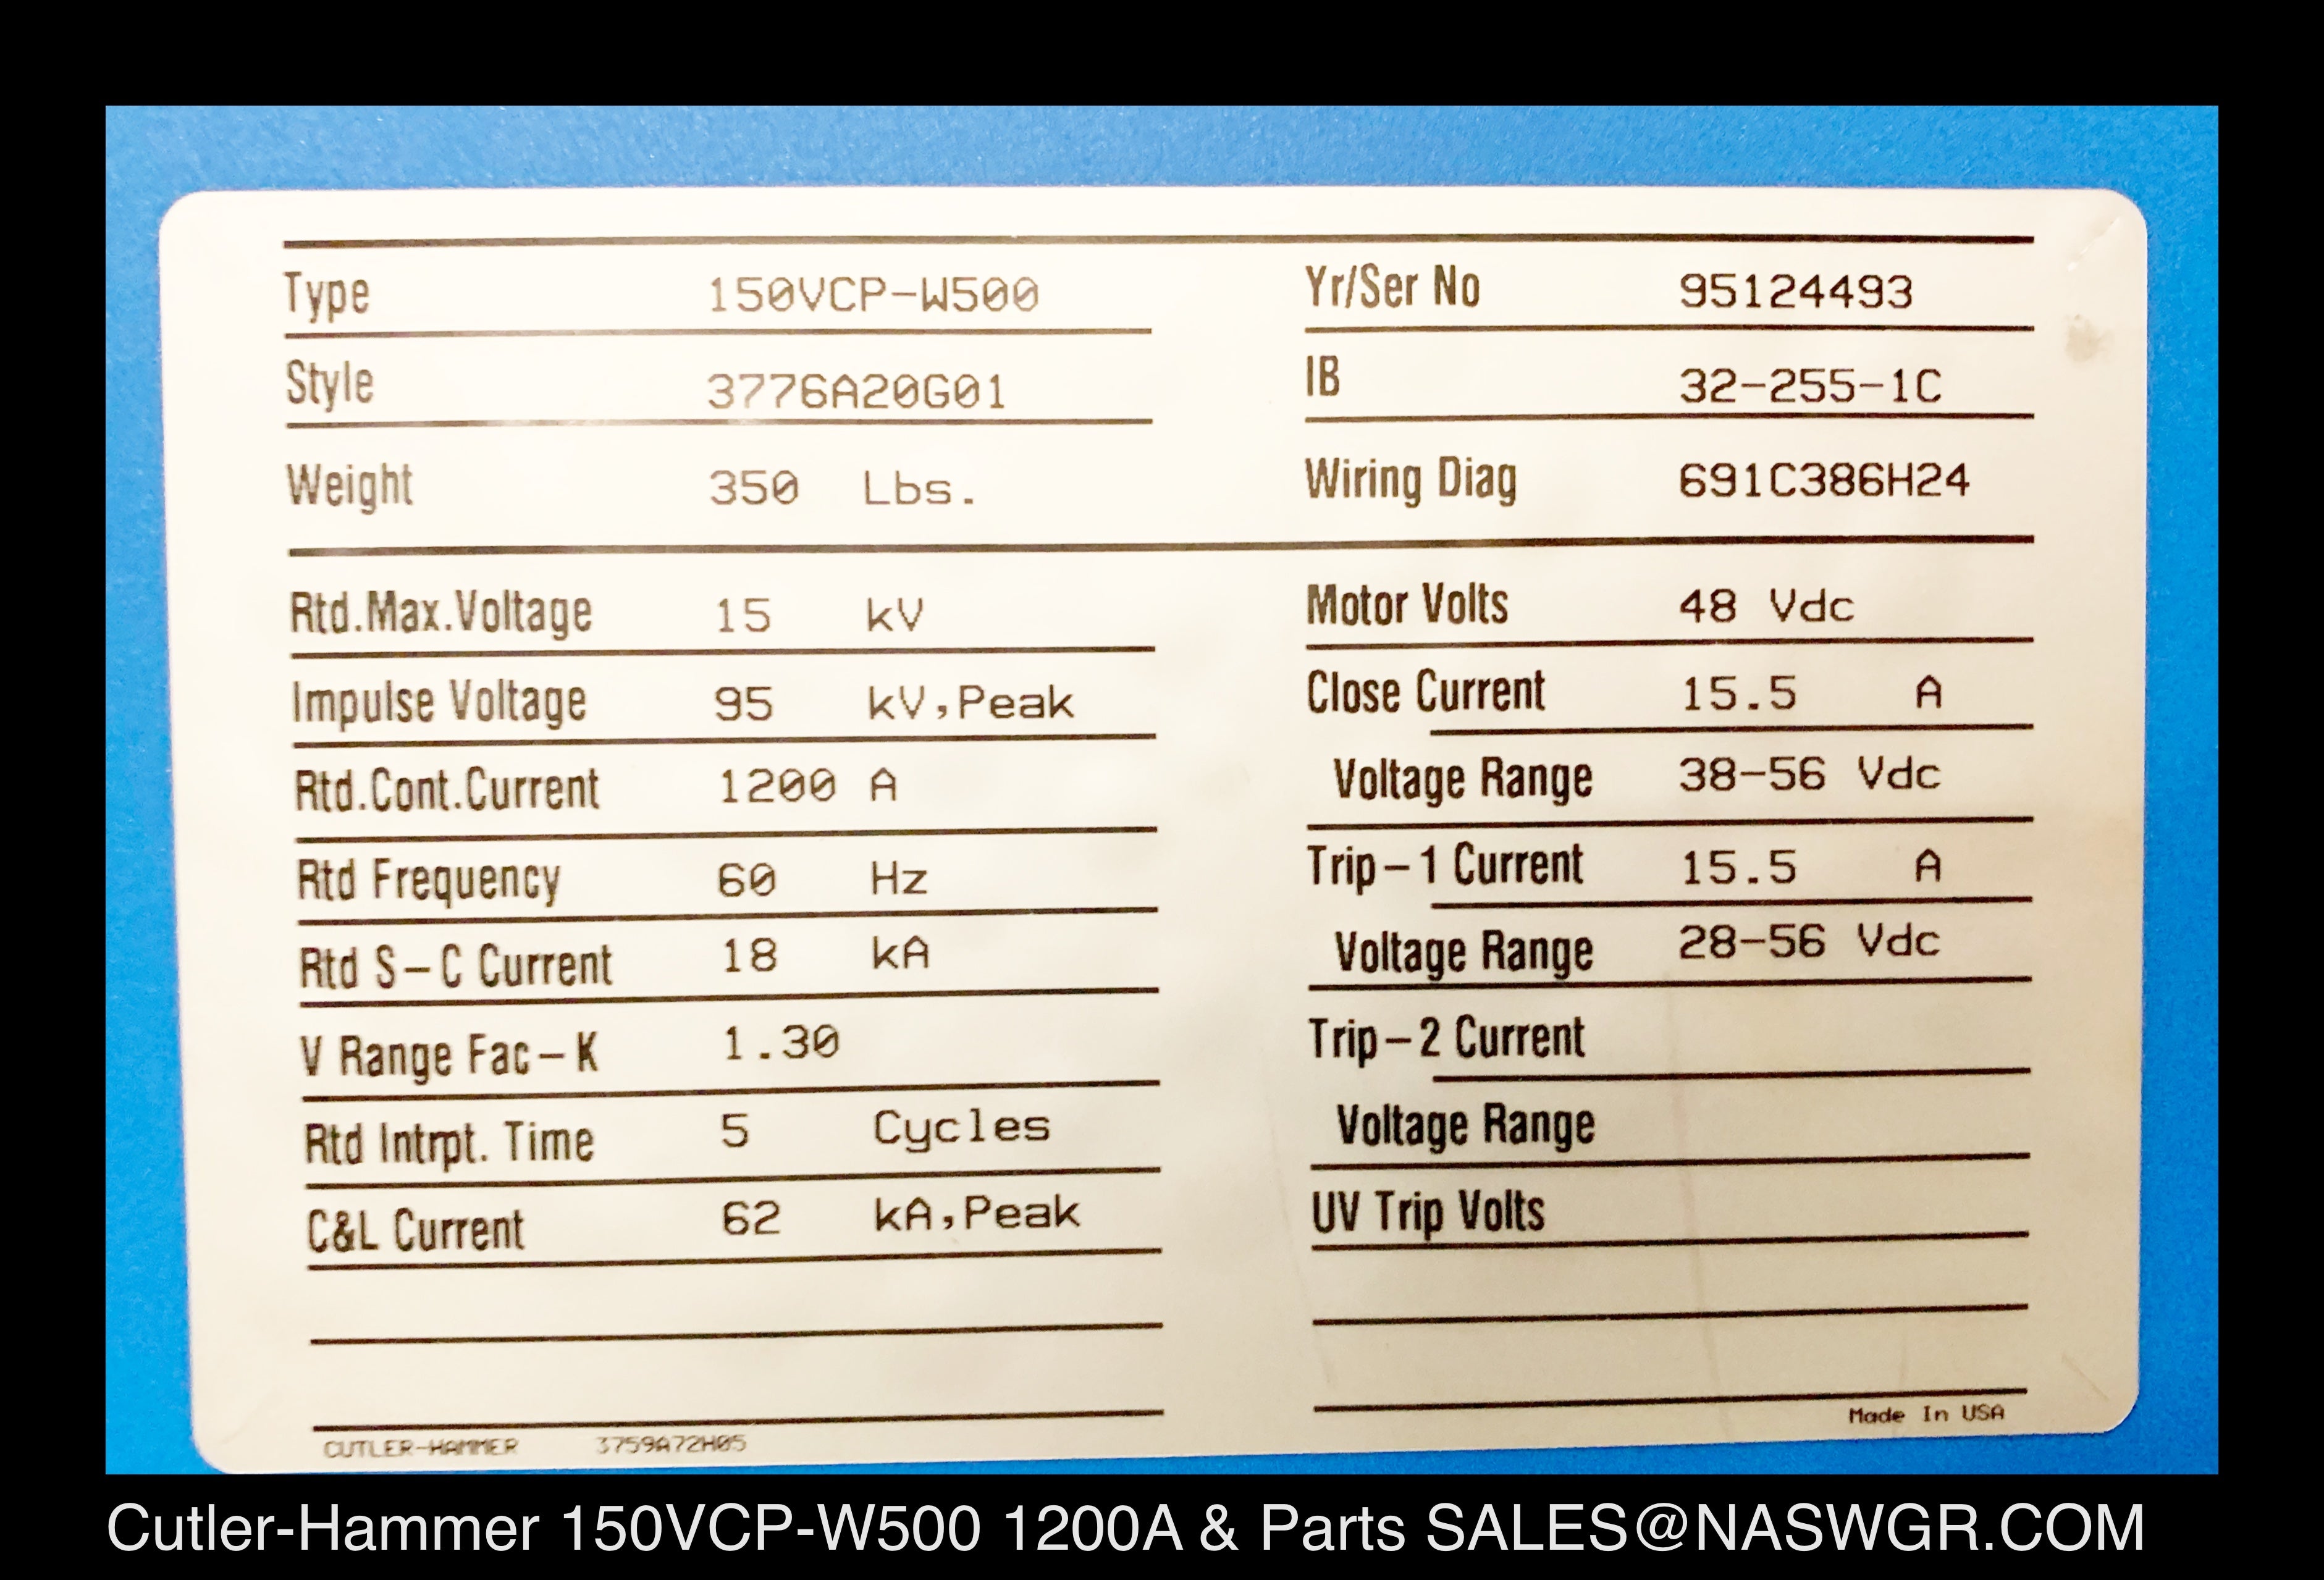 Type 150VCP-W500
Style 3776A20G01
Weight 350 Lbs.
Yr/Ser No 95124493
IB 32-255-1C
Wiring Diag 691C386H24
Rtd.Max.Voltage 15 kV
Impulse Voltage 95 kV,Peak
Rtd.Cont.Current 1200 A
Rtd Frequency 60 Hz
Rtd S-C Current 18 kA
V Range Fac-K 1.30
Rtd Intrpt. Time 5 Cycles
C&L Current 62 kA,Peak
Motor Volts 48 Vdc
Close Current 15.5 A
Voltage Range 38-56 Vdc
Trip-1 Current 15.5 A
Voltage Range 28-56 Vdc
Trip-2 Current
Voltage Range
UV Trip Volts
CUTLER-HAMMER 3759A72H05
Made In USA
Cutler-Hammer 150VCP-W500 1200A & Parts SALES@NASWGR.COM